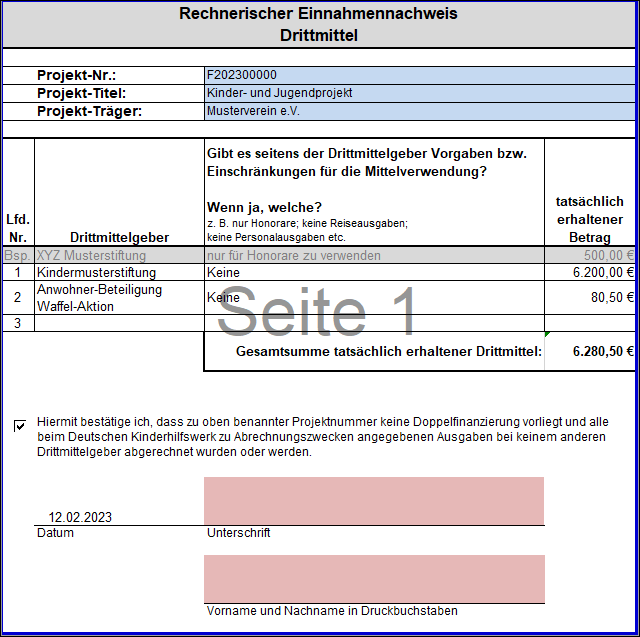 Rechnerischer Einnahmennachweis
Drittmittel
Projekt-Nr.: F202300000
Projekt-Titel: Kinder- und Jugendprojekt
Projekt-Träger: Musterverein e.V.
Lfd. Nr.
Drittmittelgeber
Gibt es seitens der Drittmittelgeber Vorgaben bzw.
Einschränkungen für die Mittelverwendung?
Wenn ja, welche?
z. B. nur Honorare; keine Reiseausgaben;
keine Personalausgaben etc.
tatsächlich
erhaltener
Betrag
Bsp. XYZ Musterstiftung nur für Honorare zu verwenden 500,00 €
1 Kindermusterstiftung Keine 6.200,00 €
2 Anwohner-Beteiligung
Waffel-Aktion Keine 80,50 €
3
Seite 1
Gesamtsumme tatsächlich erhaltener Drittmittel: 6.280,50 €
Hiermit bestätige ich, dass zu oben benannter Projektnummer keine Doppelfinanzierung vorliegt und alle
beim Deutschen Kinderhilfswerk zu Abrechnungszwecken angegebenen Ausgaben bei keinem anderen
Drittmittelgeber abgerechnet wurden oder werden.
12.02.2023
Datum Unterschrift
Vorname und Nachname in Druckbuchstaben